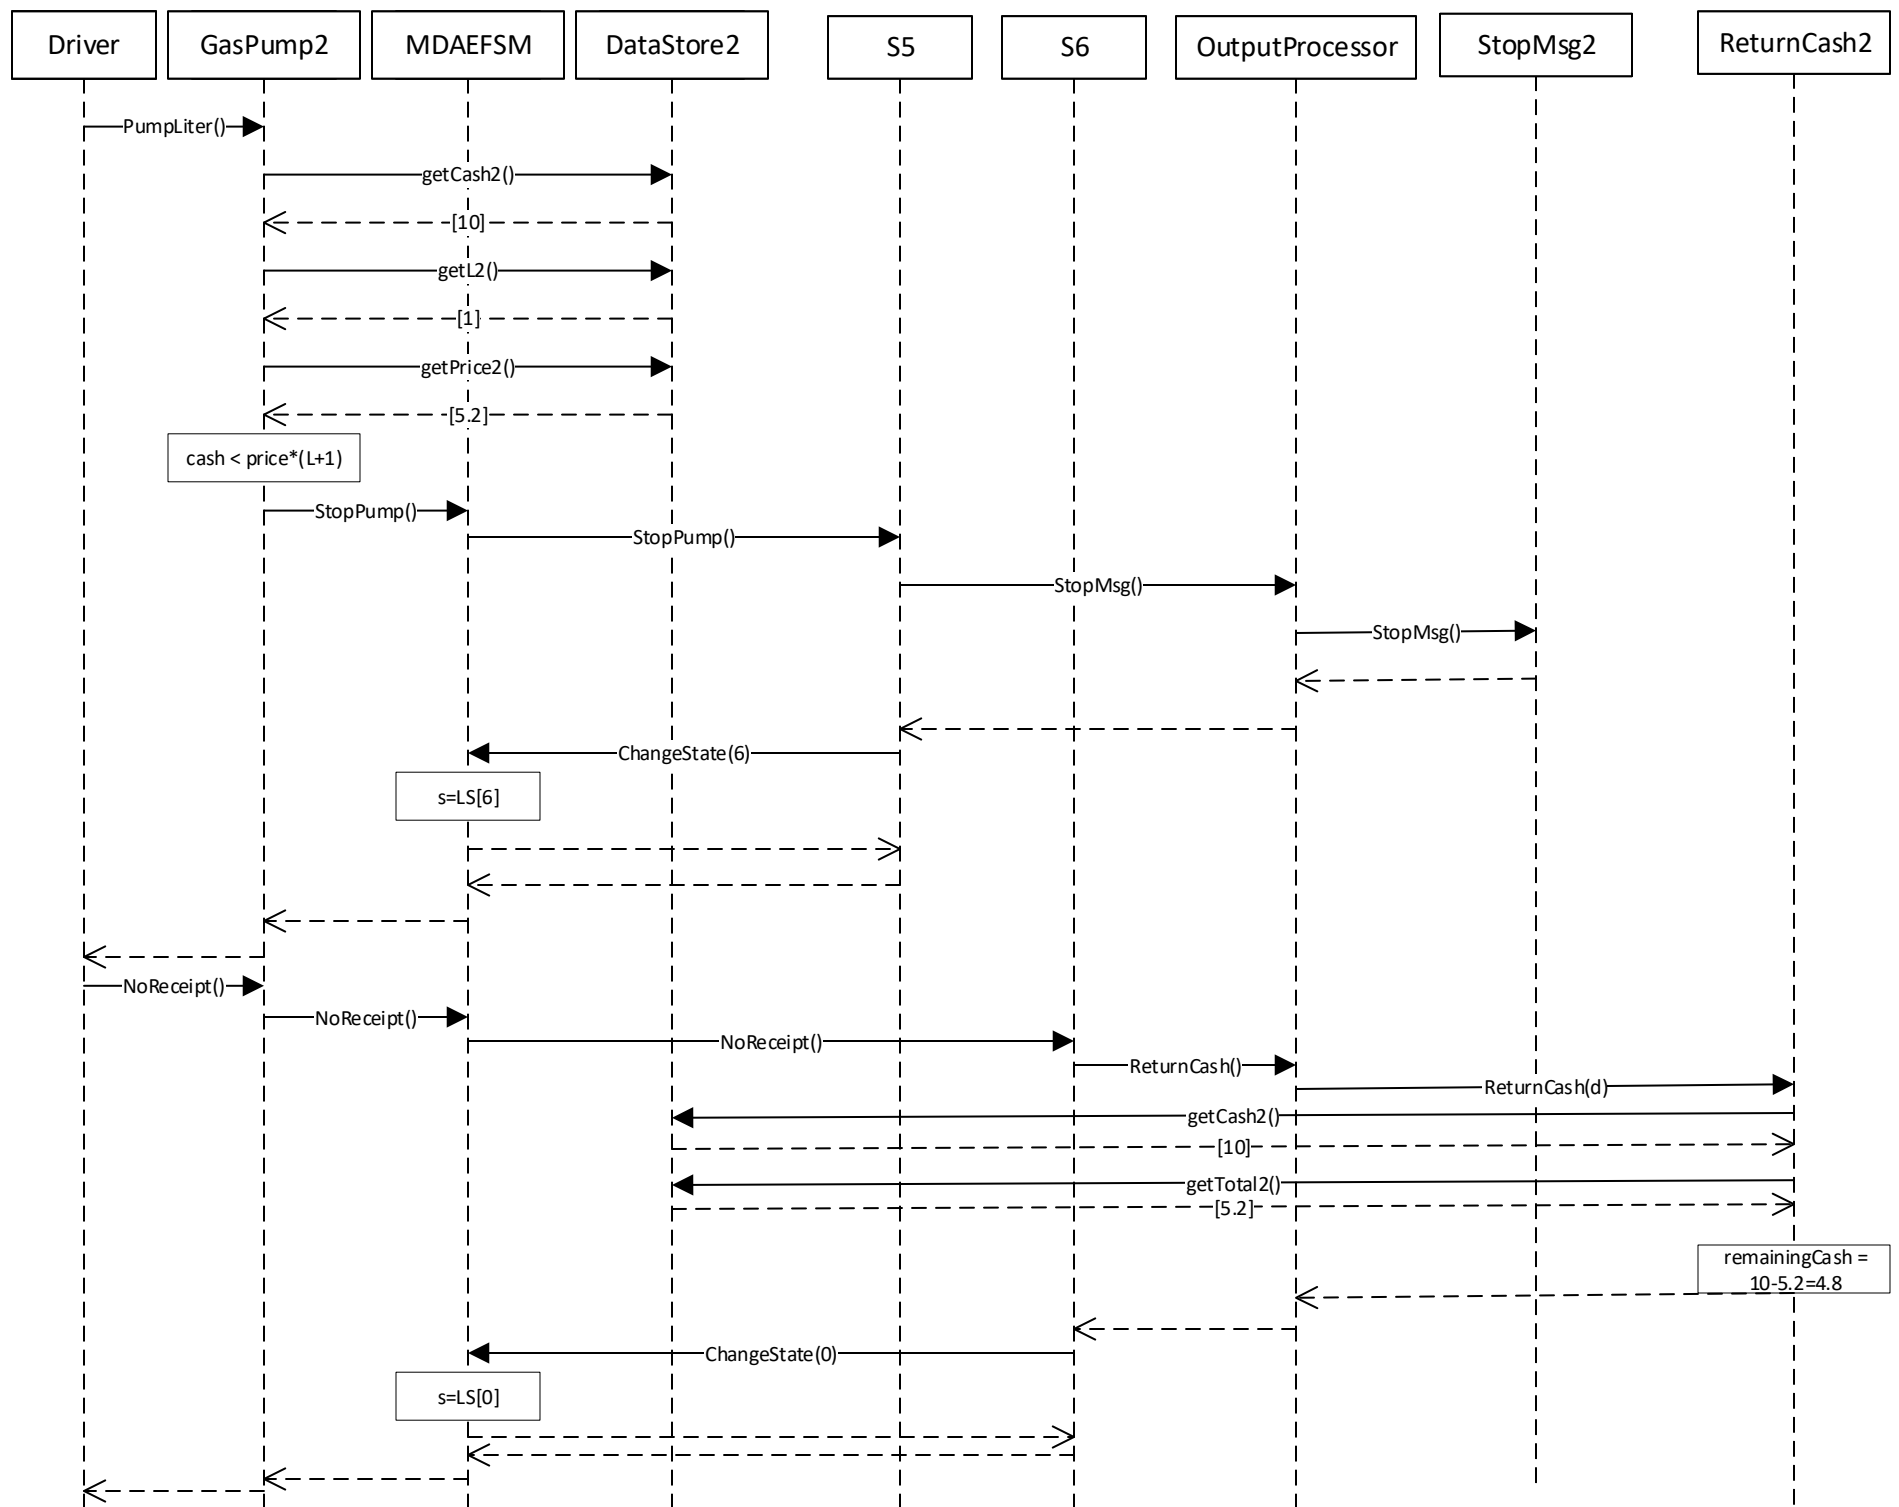 Driver
GasPump2
MDAEFSM
DataStore2
S5
S6
OutputProcessor
StopMsg2
ReturnCash2
PumpLiter()
getCash2()
[10]
getL2()
[1]
getPrice2()
[5.2]
cash < price*(L+1)
StopPump()
StopPump()
StopMsg()
StopMsg()
ChangeState(6)
s=LS[6]
NoReceipt()
NoReceipt()
NoReceipt()
ReturnCash()
ReturnCash(d)
getCash2()
[10]
getTotal2()
[5.2]
remainingCash =
10-5.2=4.8
ChangeState(0)
s=LS[0]